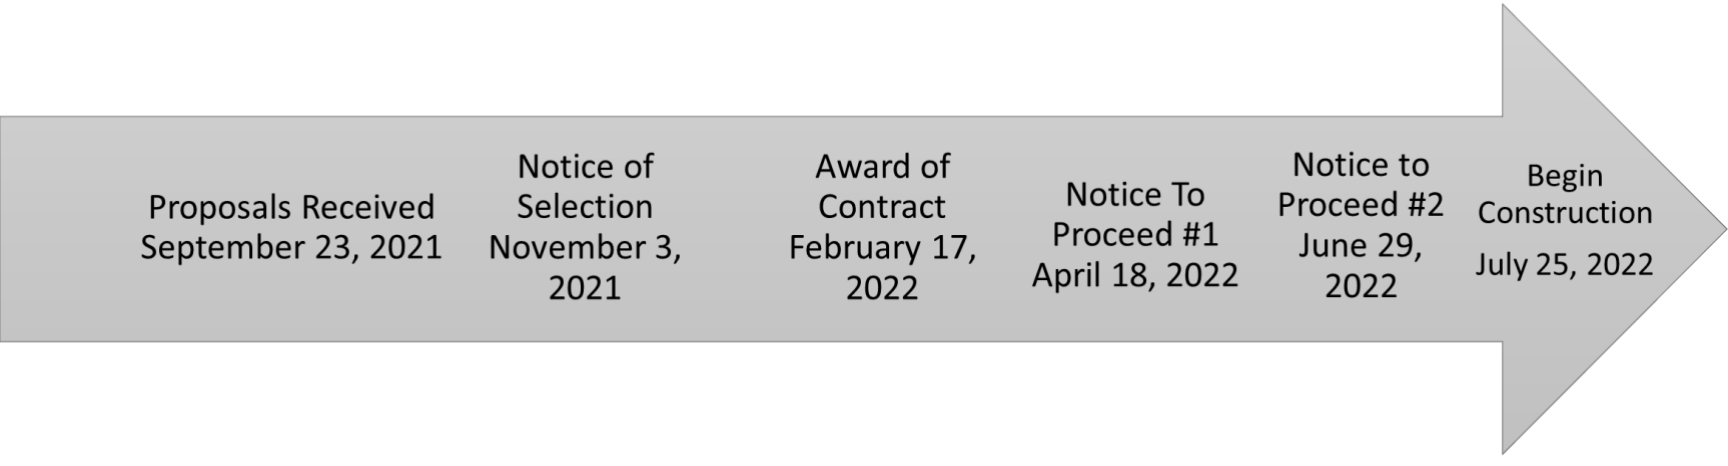 Proposals Received
September 23, 2021
Notice of
Selection
November 3,
2021
Award of
Contract
February 17,
2022
Notice To
Proceed #1
April 18, 2022
Notice to
Proceed #2
June 29,
2022
Begin
Construction
July 25, 2022